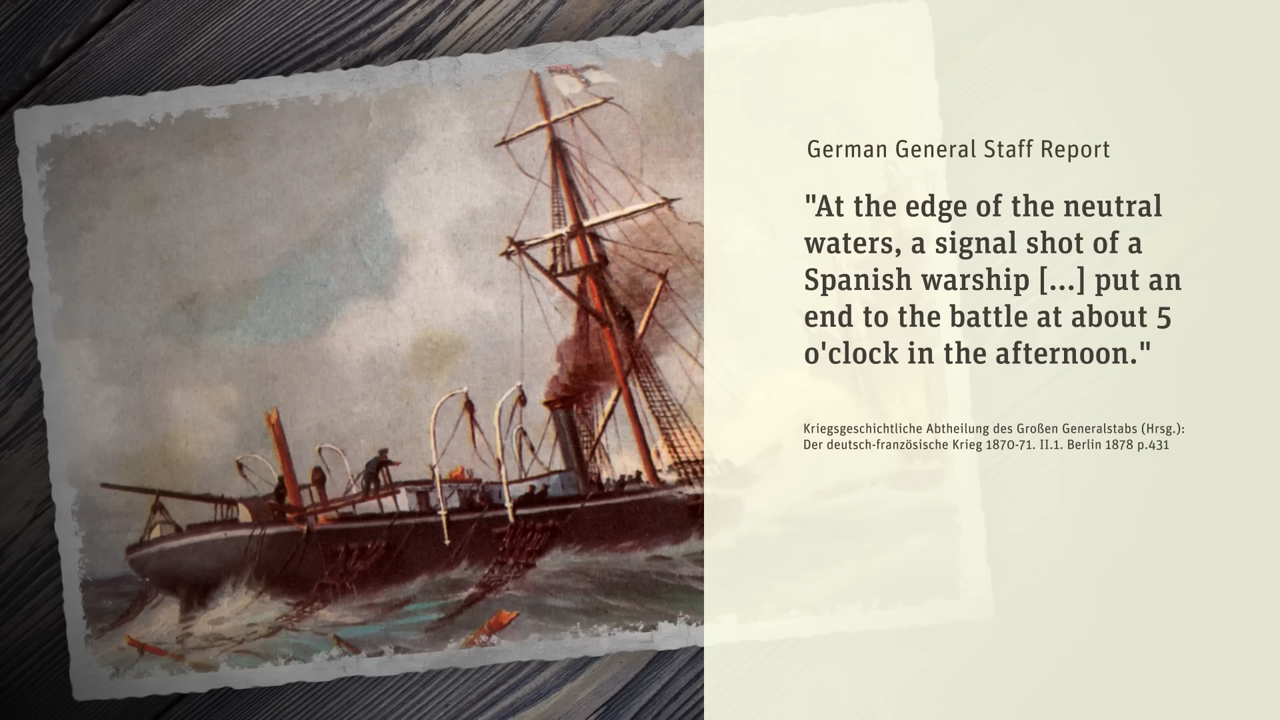 German General Staff Report
"At the edge of the neutral
waters, a signal shot of a
Spanish warship [...] put an
end to the battle at about 5
o'clock in the afternoon."
Kriegsgeschichtliche Abtheilung des Großen Generalstabs (Hrsg.):
Der deutsch-französische Krieg 1870-71. II.1. Berlin 1878 p.431